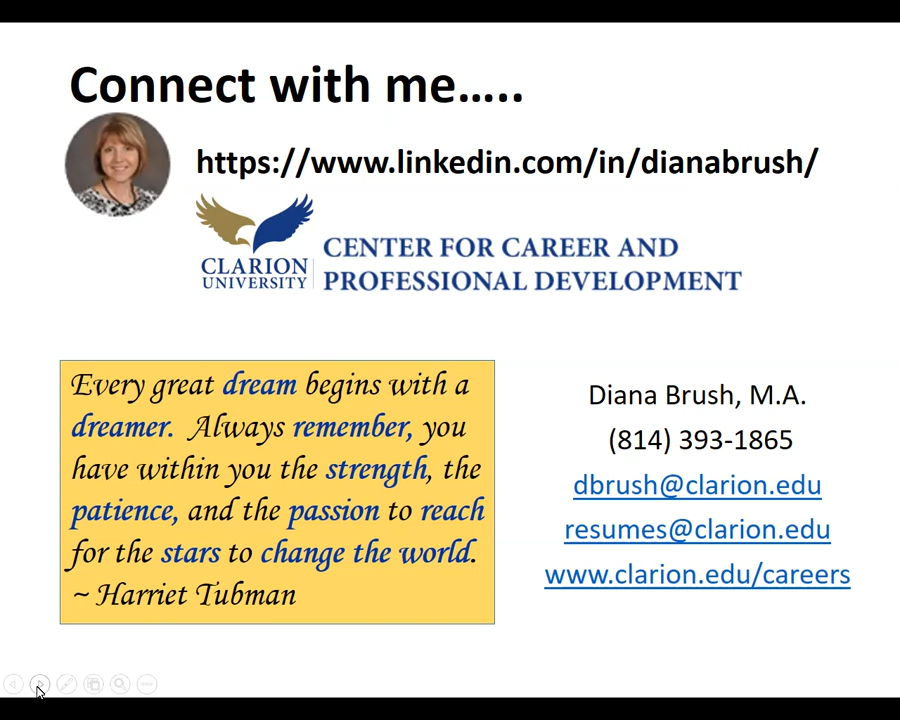 Connect with me.....
https://www.linkedin.com/in/dianabrush/
CLARION
UNIVERSITY
CENTER FOR CAREER AND
PROFESSIONAL DEVELOPMENT
Every great dream begins with a
dreamer. Always remember, you
have within you the strength, the
patience, and the passion to reach
for the stars to change the world.
~ Harriet Tubman
Diana Brush, M.A.
(814) 393-1865
dbrush@clarion.edu
resumes@clarion.edu
www.clarion.edu/careers